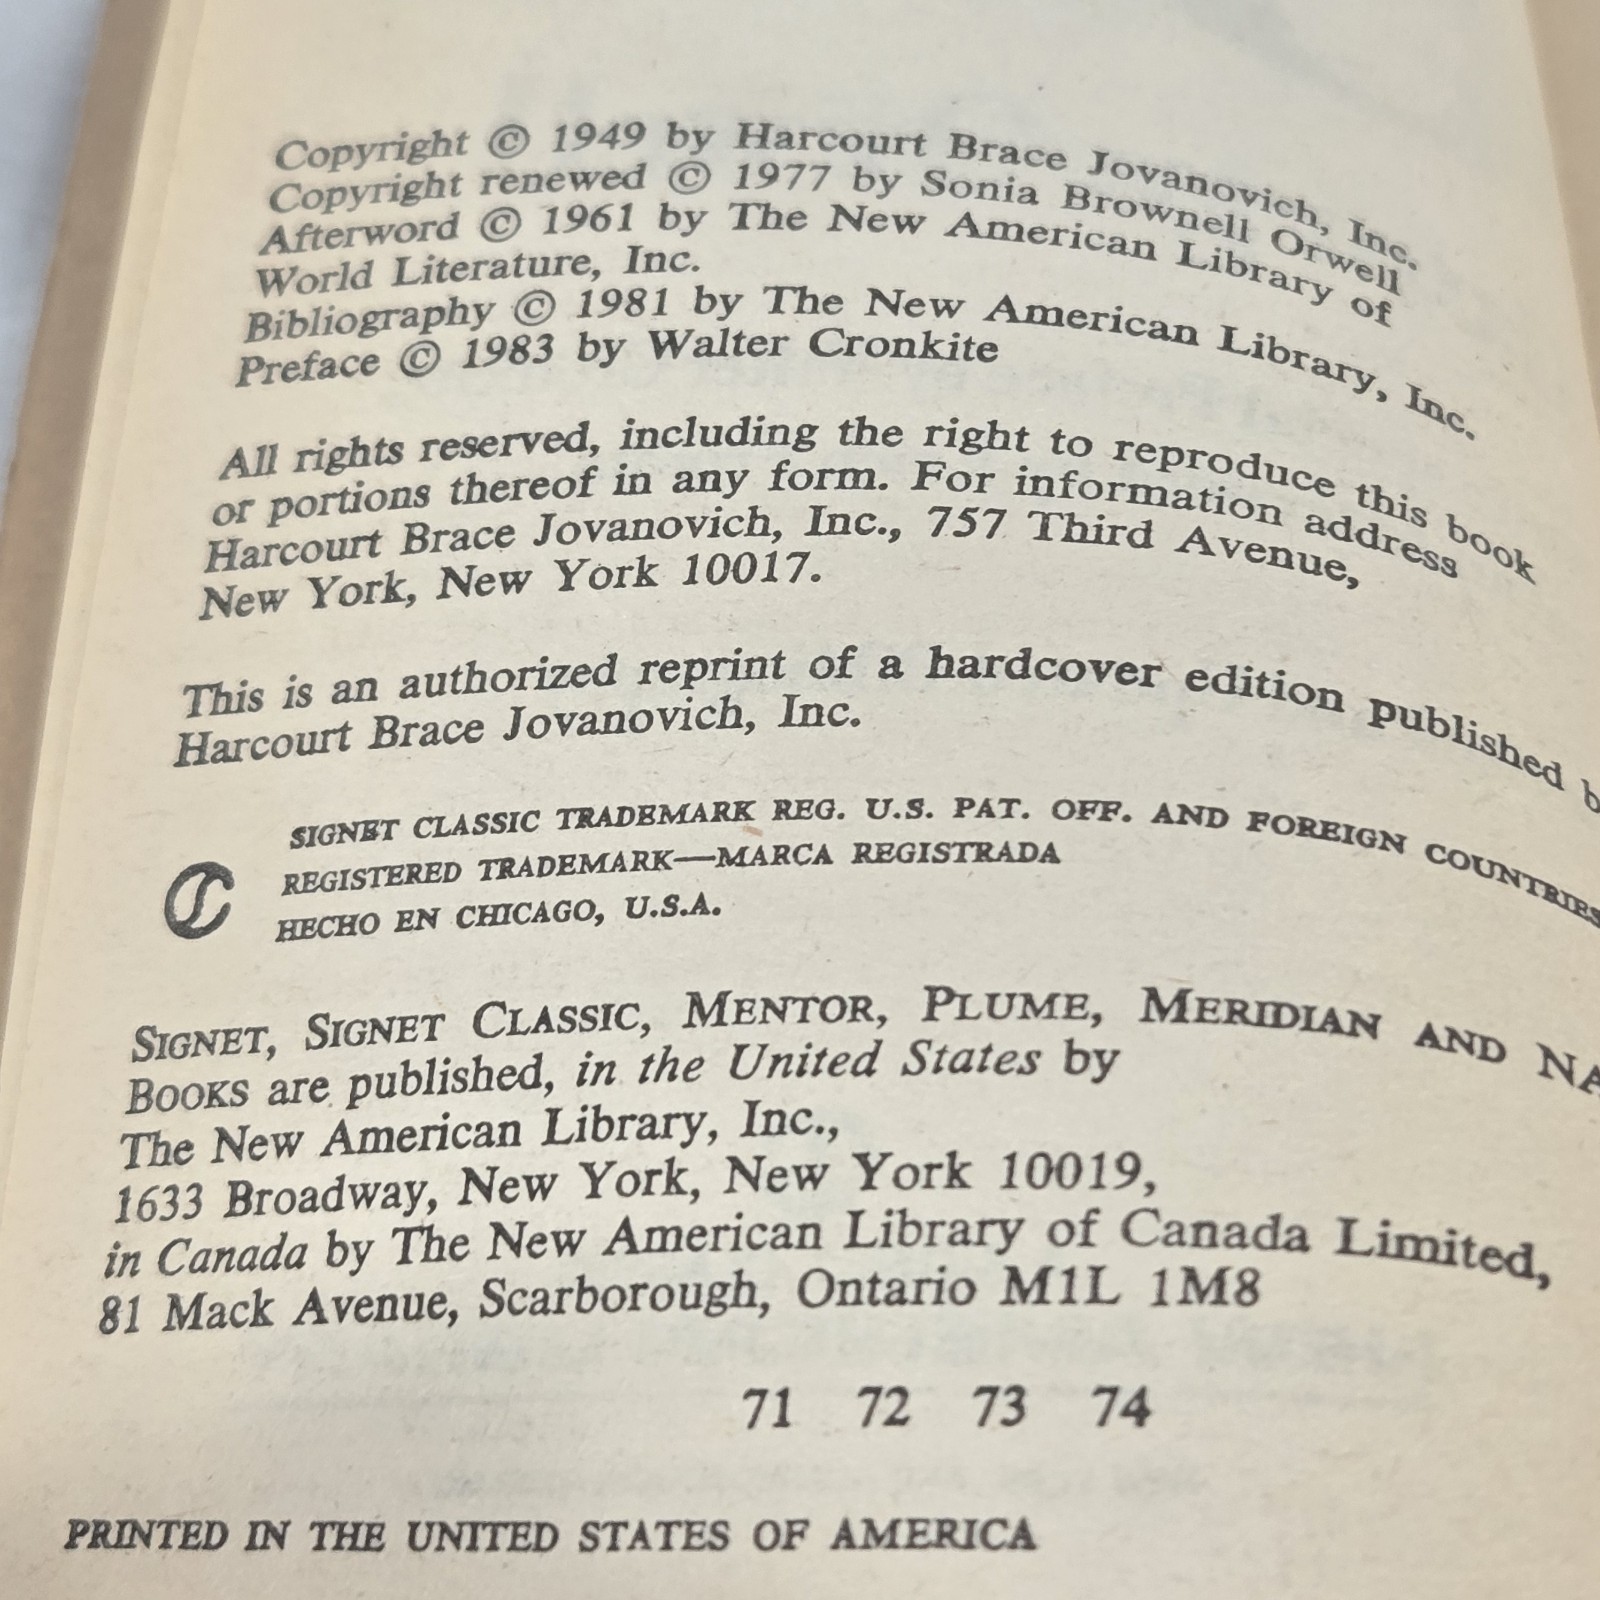 Copyright © 1949 by Harcourt Brace Jovanovich, Inc.
Copyright renewed © 1977 by Sonia Brownell Orwell
Afterword © 1961 by The New American Library of
World Literature, Inc.
Bibliography © 1981 by The New American Library, Inc.
Preface © 1983 by Walter Cronkite
All rights reserved, including the right to reproduce this book
or portions thereof in any form. For information address
Harcourt Brace Jovanovich, Inc., 757 Third Avenue,
New York, New York 10017.
This is an authorized reprint of a hardcover edition published b
Harcourt Brace Jovanovich, Inc.
SIGNET CLASSIC TRADEMARK REG. U.S. PAT. OFF. AND FOREIGN COUNTRIES
REGISTERED TRADEMARK—MARCA REGISTRADA
HECHO EN CHICAGO, U.S.A.
SIGNET, SIGNET CLASSIC, MENTOR, PLUME, MERIDIAN AND NA
BOOKS are published, in the United States by
The New American Library, Inc.,
1633 Broadway, New York, New York 10019,
in Canada by The New American Library of Canada Limited,
81 Mack Avenue, Scarborough, Ontario M1L 1M8
71 72 73 74
PRINTED IN THE UNITED STATES OF AMERICA